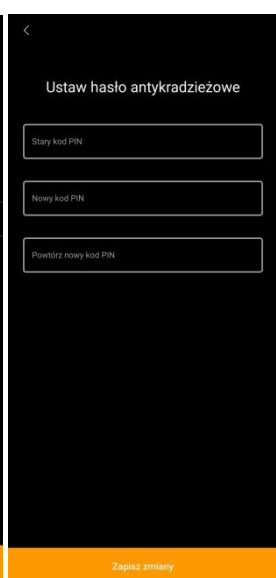 Ustaw hasło antykradzieżowe
Stary kod PIN
Nowy kod PIN
Powtórz nowy kod PIN
Zapisz zmiany